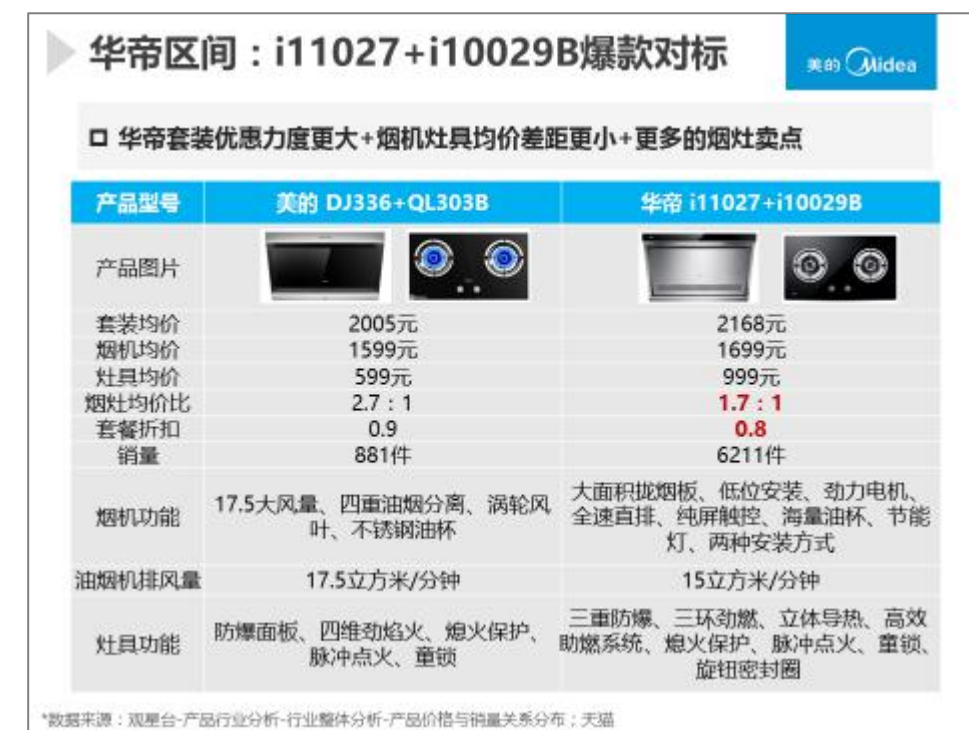 华帝区间：i11027+i10029B爆款对标
美的 Midea
华帝套装优惠力度更大+烟机灶具均价差距更小+更多的烟灶卖点
产品型号 美的 DJ336+QL303B 华帝 i11027+i10029B
产品图片
套装均价 2005元 2168元
烟机均价 1599元 1699元
灶具均价 599元 999元
烟灶均价比 2.7：1 1.7：1
套餐折扣 0.9 0.8
销量 881件 6211件
烟机功能 17.5大风量、四重油烟分离、涡轮风
叶、不锈钢油杯
大面积拢烟板、低位安装、劲力电机、
全速直排、纯屏触控、海量油杯、节能
灯、两种安装方式
油烟机排风量 17.5立方米/分钟 15立方米/分钟
灶具功能 防爆面板、四维劲焰火、熄火保护、
脉冲点火、童锁
三重防爆、三环劲燃、立体导热、高效
助燃系统、熄火保护、脉冲点火、童锁、
旋钮密封圈
*数据来源：观星台-产品行业分析-行业整体分析-产品价格与销量关系分布；天猫